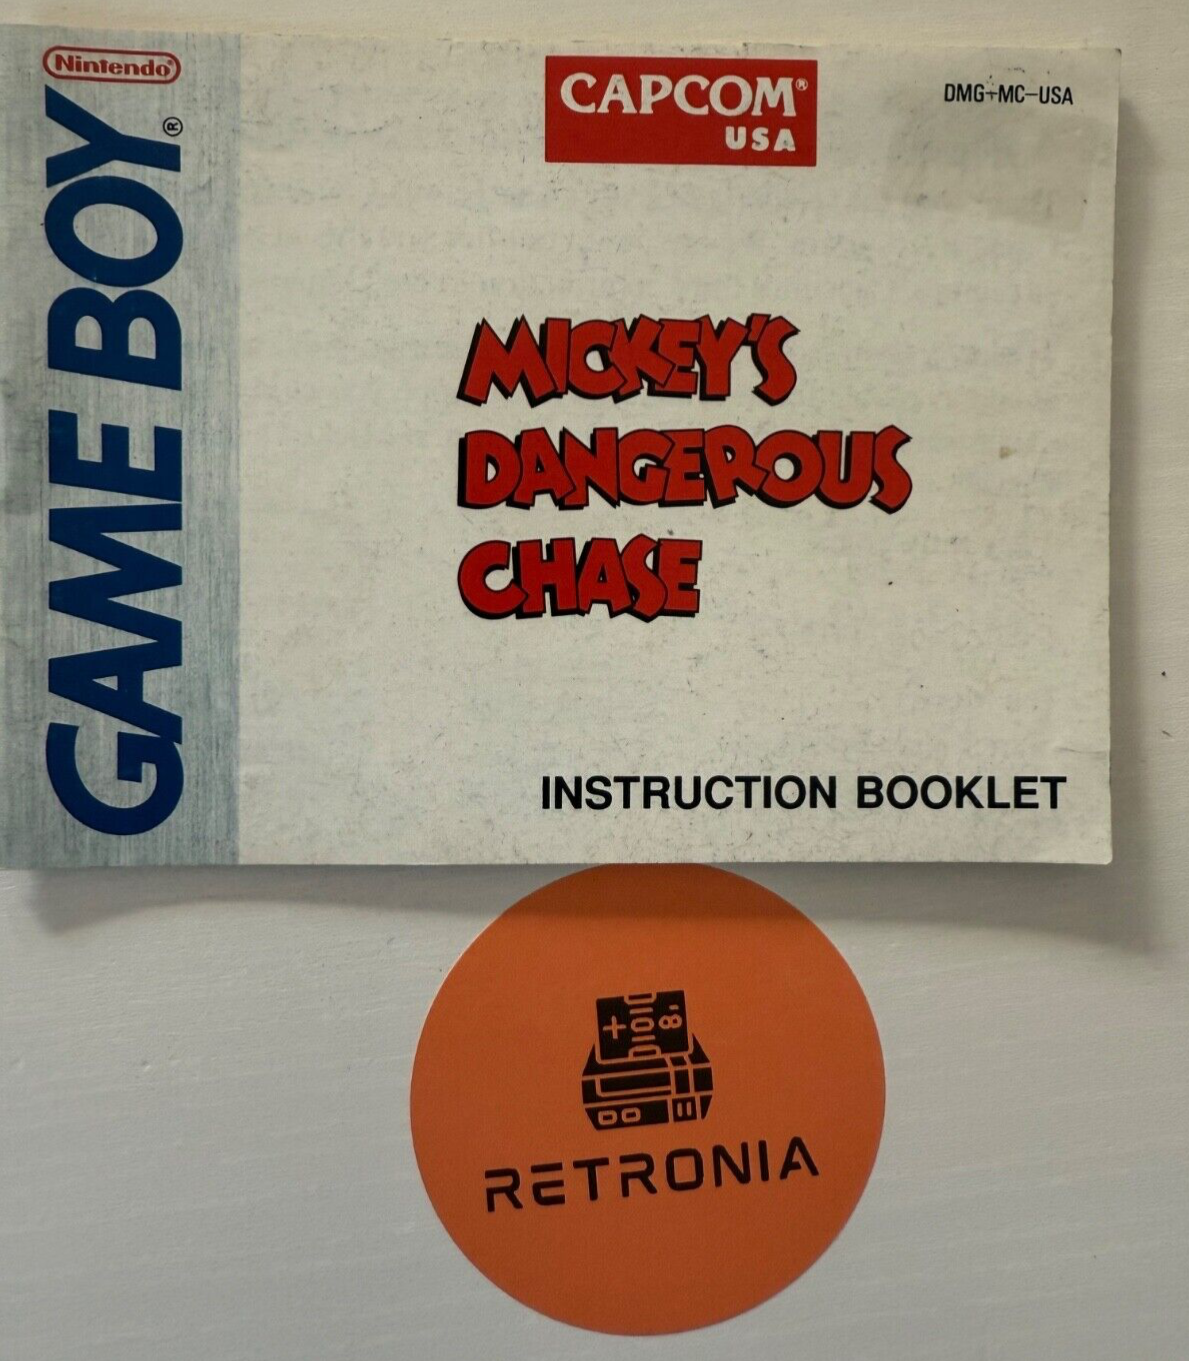 Nintendo®
GAME BOY®
CAPCOM®
USA
DMG-MC-USA
MICKEY'S
DANGEROUS
CHASE
INSTRUCTION BOOKLET
RETRONIA